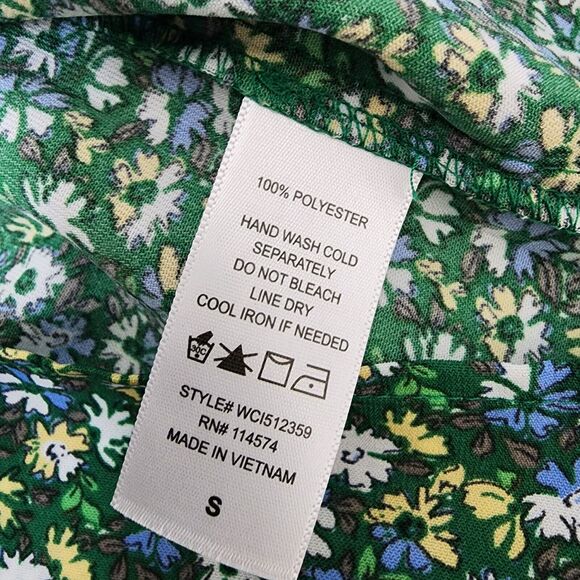 100% POLYESTER
HAND WASH COLD
SEPARATELY
DO NOT BLEACH
LINE DRY
COOL IRON IF NEEDED
STYLE# WCI512359
RN# 114574
MADE IN VIETNAM
S